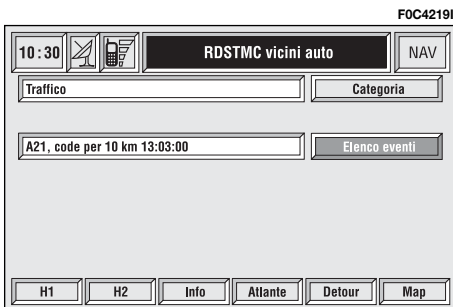 F0C4219I
10:30 RDSTMC vicini auto NAV
Traffico Categoria
A21, code per 10 km 13:03:00 Elenco eventi
H1 H2 Info Atlante Detour Map